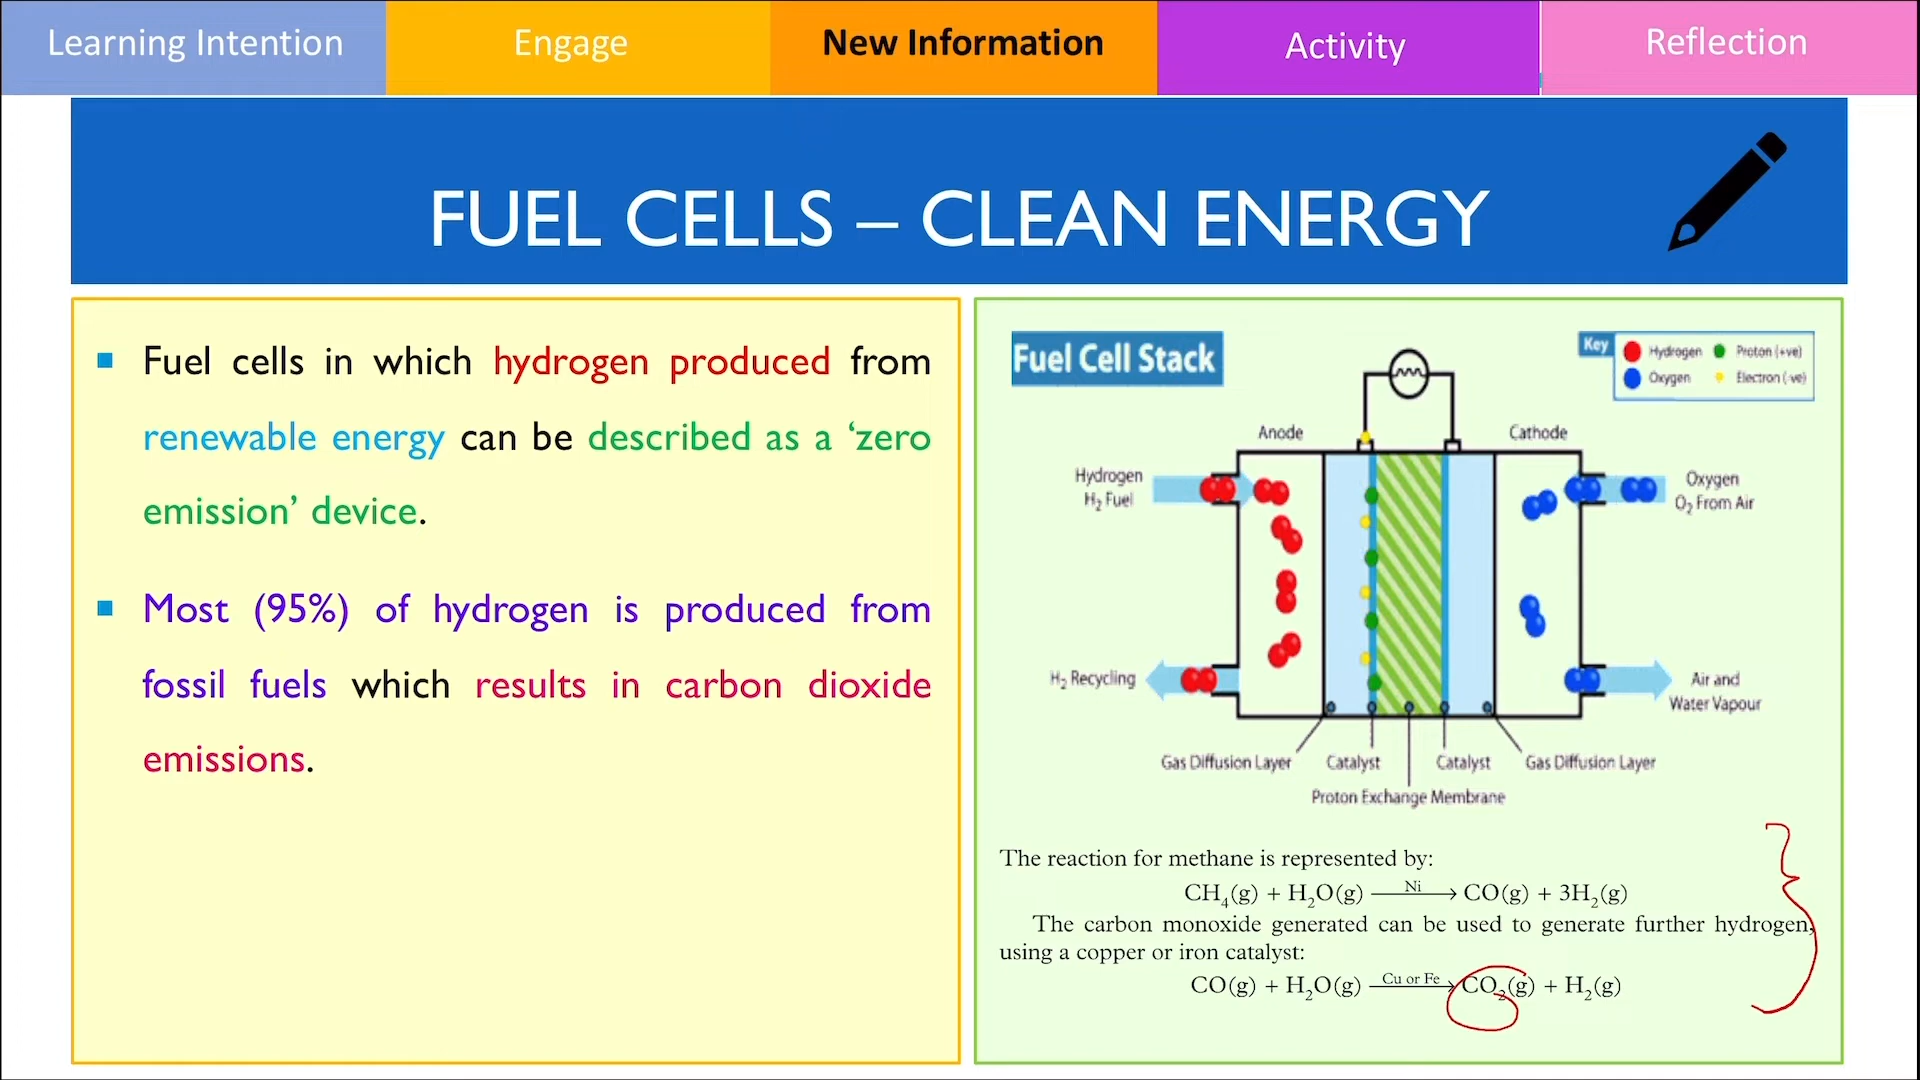 Learning Intention
Engage
New Information
Activity
Reflection
FUEL CELLS – CLEAN ENERGY
Fuel cells in which hydrogen produced from
renewable energy can be described as a ‘zero
emission’ device.
Most (95%) of hydrogen is produced from
fossil fuels which results in carbon dioxide
emissions.
Fuel Cell Stack
Key
Hydrogen
Proton (+ve)
Oxygen
Electron (-ve)
Anode
Cathode
Hydrogen
H₂ Fuel
Oxygen
O₂ From Air
H₂ Recycling
Air and
Water Vapour
Gas Diffusion Layer
Catalyst
Catalyst
Gas Diffusion Layer
Proton Exchange Membrane
The reaction for methane is represented by:
CH₄(g) + H₂O(g) —Ni→ CO(g) + 3H₂(g)
The carbon monoxide generated can be used to generate further hydrogen,
using a copper or iron catalyst:
CO(g) + H₂O(g) —Cu or Fe→ CO₂(g) + H₂(g)